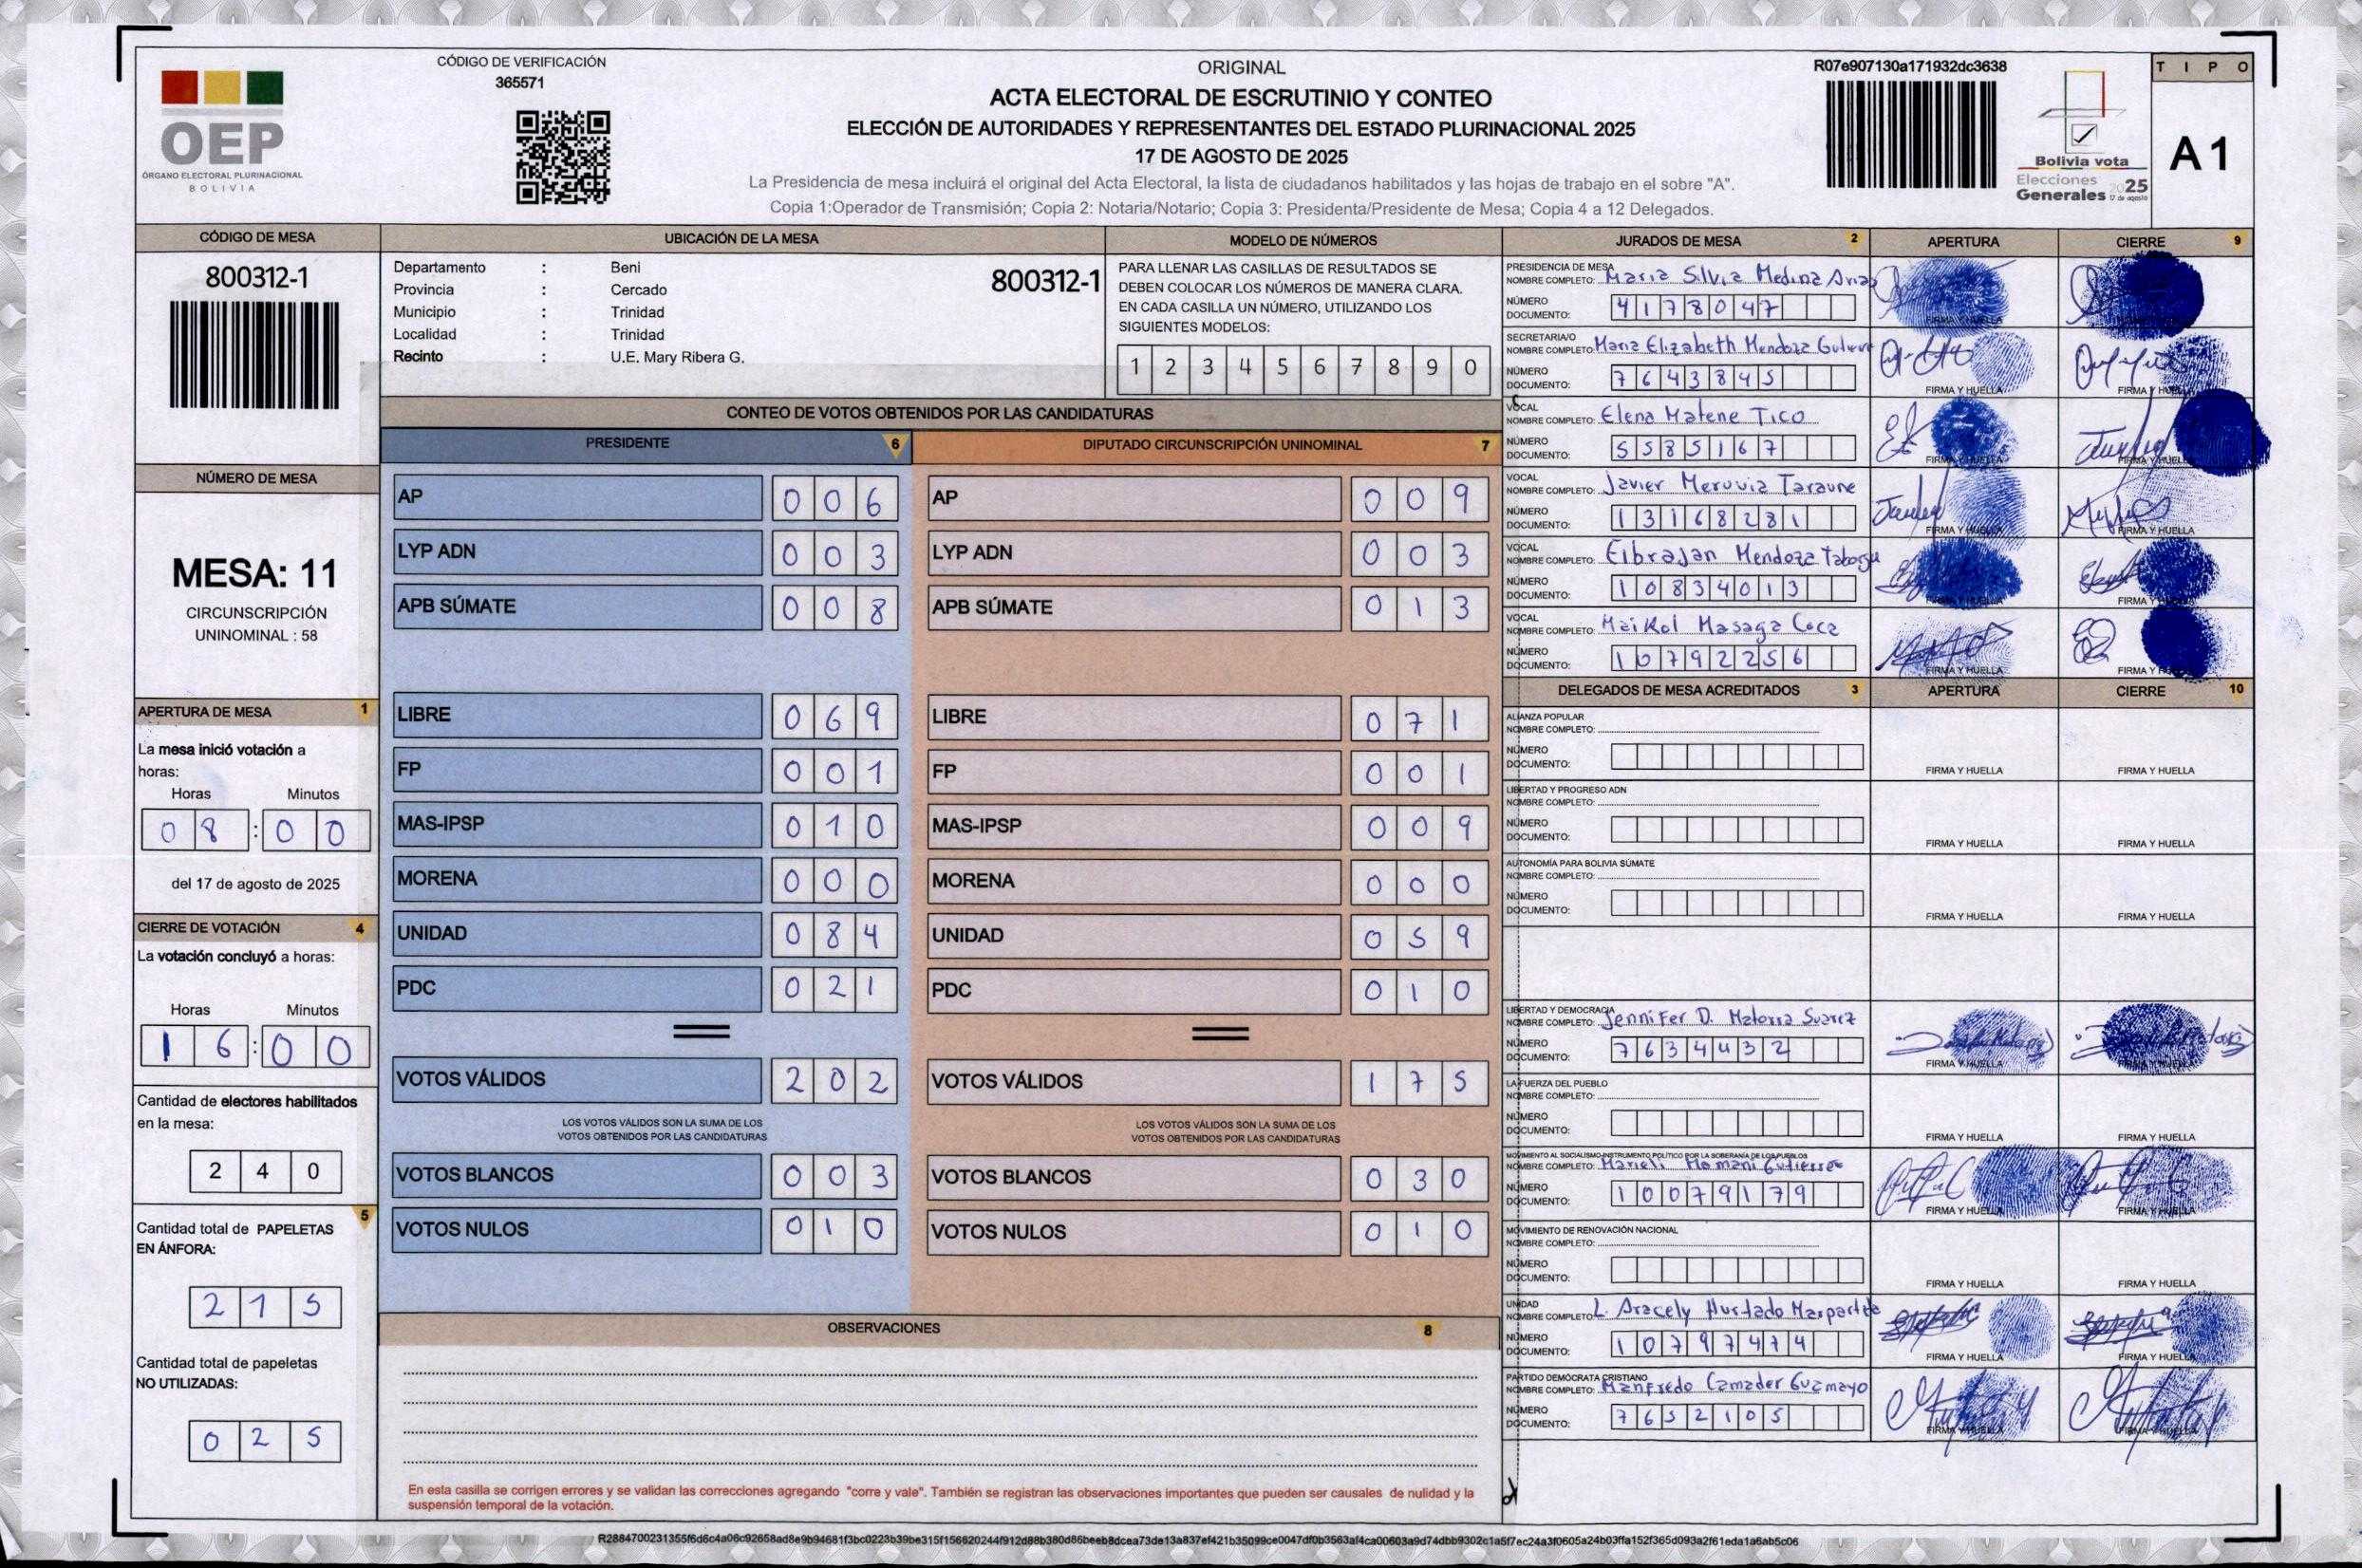 CÓDIGO DE VERIFICACIÓN
365571
OEP
ÓRGANO ELECTORAL PLURINACIONAL
BOLIVIA
ORIGINAL
ACTA ELECTORAL DE ESCRUTINIO Y CONTEO
ELECCIÓN DE AUTORIDADES Y REPRESENTANTES DEL ESTADO PLURINACIONAL 2025
17 DE AGOSTO DE 2025
La Presidencia de mesa incluirá el original del Acta Electoral, la lista de ciudadanos habilitados y las hojas de trabajo en el sobre "A".
Copia 1:Operador de Transmisión; Copia 2: Notaria/Notario; Copia 3: Presidenta/Presidente de Mesa; Copia 4 a 12 Delegados.
R07e907130a171932dc3638
Bolivia vota
Elecciones
Generales 2025
17 de agosto
TIPO
A 1
CÓDIGO DE MESA
800312-1
NÚMERO DE MESA
MESA: 11
CIRCUNSCRIPCIÓN
UNINOMINAL : 58
APERTURA DE MESA 1
La mesa inició votación a
horas:
Horas Minutos
08:00
del 17 de agosto de 2025
CIERRE DE VOTACIÓN 4
La votación concluyó a horas:
Horas Minutos
16:00
Cantidad de electores habilitados
en la mesa:
240
5
Cantidad total de PAPELETAS
EN ÁNFORA:
215
Cantidad total de papeletas
NO UTILIZADAS:
025
UBICACIÓN DE LA MESA
Departamento : Beni
800312-1
Provincia : Cercado
Municipio : Trinidad
Localidad : Trinidad
Recinto : U.E. Mary Ribera G.
MODELO DE NÚMEROS
PARA LLENAR LAS CASILLAS DE RESULTADOS SE
DEBEN COLOCAR LOS NÚMEROS DE MANERA CLARA.
EN CADA CASILLA UN NÚMERO, UTILIZANDO LOS
SIGUIENTES MODELOS:
1 2 3 4 5 6 7 8 9 0
CONTEO DE VOTOS OBTENIDOS POR LAS CANDIDATURAS
PRESIDENTE 6
AP 006
LYP ADN 003
APB SÚMATE 008
LIBRE 069
FP 001
MAS-IPSP 010
MORENA 000
UNIDAD 084
PDC 021
VOTOS VÁLIDOS 202
LOS VOTOS VÁLIDOS SON LA SUMA DE LOS
VOTOS OBTENIDOS POR LAS CANDIDATURAS
VOTOS BLANCOS 003
VOTOS NULOS 010
DIPUTADO CIRCUNSCRIPCIÓN UNINOMINAL 7
AP 009
LYP ADN 003
APB SÚMATE 013
LIBRE 071
FP 001
MAS-IPSP 009
MORENA 000
UNIDAD 059
PDC 010
VOTOS VÁLIDOS 175
LOS VOTOS VÁLIDOS SON LA SUMA DE LOS
VOTOS OBTENIDOS POR LAS CANDIDATURAS
VOTOS BLANCOS 030
VOTOS NULOS 010
OBSERVACIONES 8
En esta casilla se corrigen errores y se validan las correcciones agregando "corre y vale". También se registran las observaciones importantes que pueden ser causales de nulidad y la
suspensión temporal de la votación.
JURADOS DE MESA 2 APERTURA CIERRE 9
PRESIDENCIA DE MESA
NOMBRE COMPLETO: Maria Silvia Medina Arias
NÚMERO
DOCUMENTO: 4178047
FIRMA Y HUELLA
SECRETARIA/O
NOMBRE COMPLETO: Maria Elizabeth Mendoza
NÚMERO
DOCUMENTO: 7643845
FIRMA Y HUELLA FIRMA Y HUELLA
VOCAL
NOMBRE COMPLETO: Elena Matene Tico
NÚMERO
DOCUMENTO: 5585167
FIRMA Y HUELLA FIRMA Y HUELLA
VOCAL
NOMBRE COMPLETO: Javier Meruvia Taraune
NÚMERO
DOCUMENTO: 13168281
FIRMA Y HUELLA FIRMA Y HUELLA
VOCAL
NOMBRE COMPLETO: Eibrajan Mendoza
NÚMERO
DOCUMENTO: 10834013
FIRMA Y HUELLA FIRMA Y HUELLA
VOCAL
NOMBRE COMPLETO: Maikol Masaga Coca
NÚMERO
DOCUMENTO: 10792256
FIRMA Y HUELLA FIRMA Y HUELLA
DELEGADOS DE MESA ACREDITADOS 3 APERTURA CIERRE 10
ALIANZA POPULAR
NOMBRE COMPLETO:
NÚMERO
DOCUMENTO:
FIRMA Y HUELLA FIRMA Y HUELLA
LIBERTAD Y PROGRESO ADN
NOMBRE COMPLETO:
NÚMERO
DOCUMENTO:
FIRMA Y HUELLA FIRMA Y HUELLA
AUTONOMÍA PARA BOLIVIA SÚMATE
NOMBRE COMPLETO:
NÚMERO
DOCUMENTO:
FIRMA Y HUELLA FIRMA Y HUELLA
LIBERTAD Y DEMOCRACIA
NOMBRE COMPLETO: Jennifer D. Matorra Suarez
NÚMERO
DOCUMENTO: 7634432
FIRMA Y HUELLA FIRMA Y HUELLA
LA FUERZA DEL PUEBLO
NOMBRE COMPLETO:
NÚMERO
DOCUMENTO:
FIRMA Y HUELLA FIRMA Y HUELLA
MOVIMIENTO AL SOCIALISMO-INSTRUMENTO POLÍTICO POR LA SOBERANÍA DE LOS PUEBLOS
NOMBRE COMPLETO: Marieli Mamani Gutierrez
NÚMERO
DOCUMENTO: 10079179
FIRMA Y HUELLA FIRMA Y HUELLA
MOVIMIENTO DE RENOVACIÓN NACIONAL
NOMBRE COMPLETO:
NÚMERO
DOCUMENTO:
FIRMA Y HUELLA FIRMA Y HUELLA
UNIDAD
NOMBRE COMPLETO: L. Aracely Hurtado
NÚMERO
DOCUMENTO: 10797474
FIRMA Y HUELLA FIRMA Y HUELLA
PARTIDO DEMÓCRATA CRISTIANO
NOMBRE COMPLETO: Manfredo Camader Guamayo
NÚMERO
DOCUMENTO: 7652105
FIRMA Y HUELLA FIRMA Y HUELLA